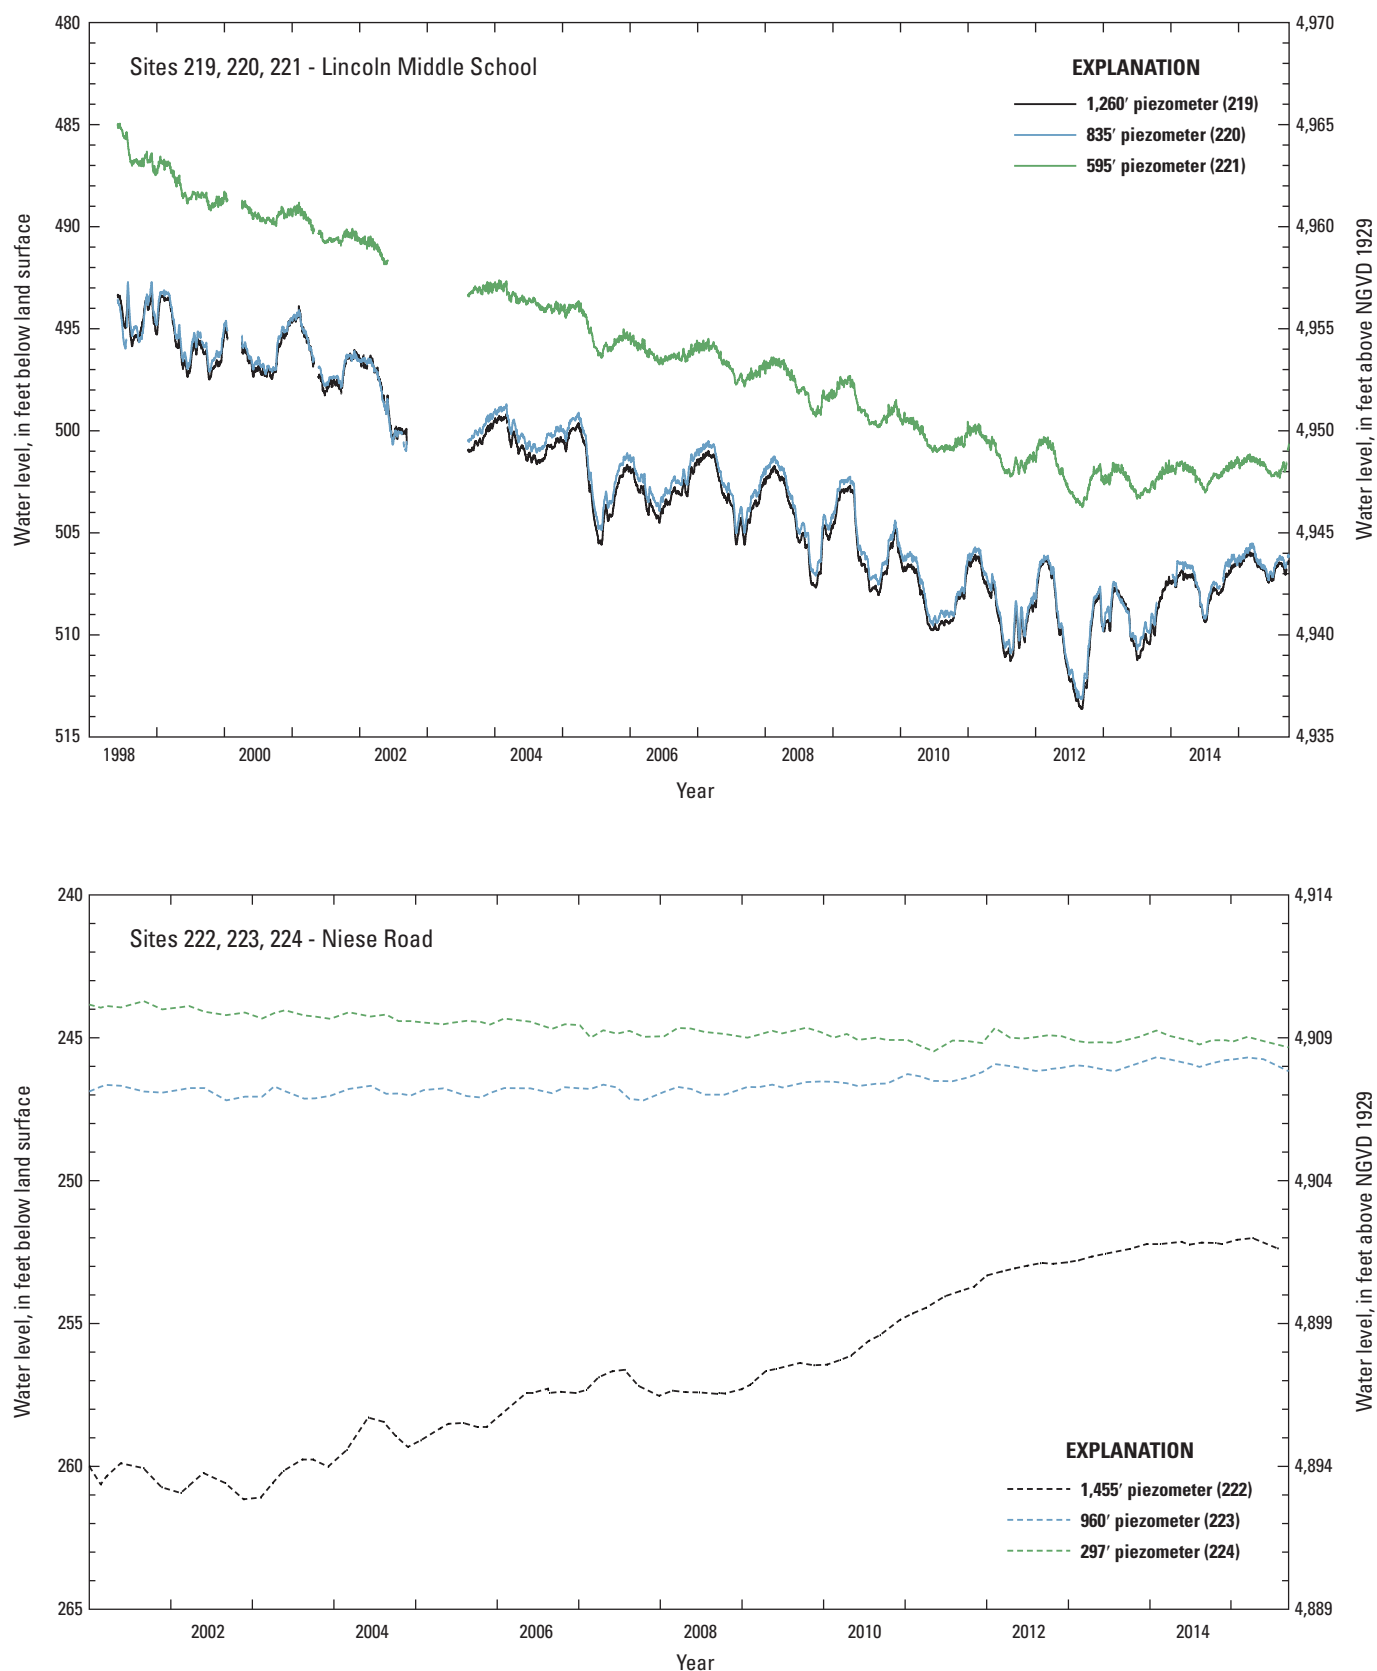 Sites 219, 220, 221 - Lincoln Middle School
EXPLANATION
1,260′ piezometer (219)
835′ piezometer (220)
595′ piezometer (221)
Water level, in feet below land surface
480
485
490
495
500
505
510
515
Water level, in feet above NGVD 1929
4,970
4,965
4,960
4,955
4,950
4,945
4,940
4,935
1998 2000 2002 2004 2006 2008 2010 2012 2014
Year
Sites 222, 223, 224 - Niese Road
Water level, in feet below land surface
240
245
250
255
260
265
Water level, in feet above NGVD 1929
4,914
4,909
4,904
4,899
4,894
4,889
EXPLANATION
1,455′ piezometer (222)
960′ piezometer (223)
297′ piezometer (224)
2002 2004 2006 2008 2010 2012 2014
Year